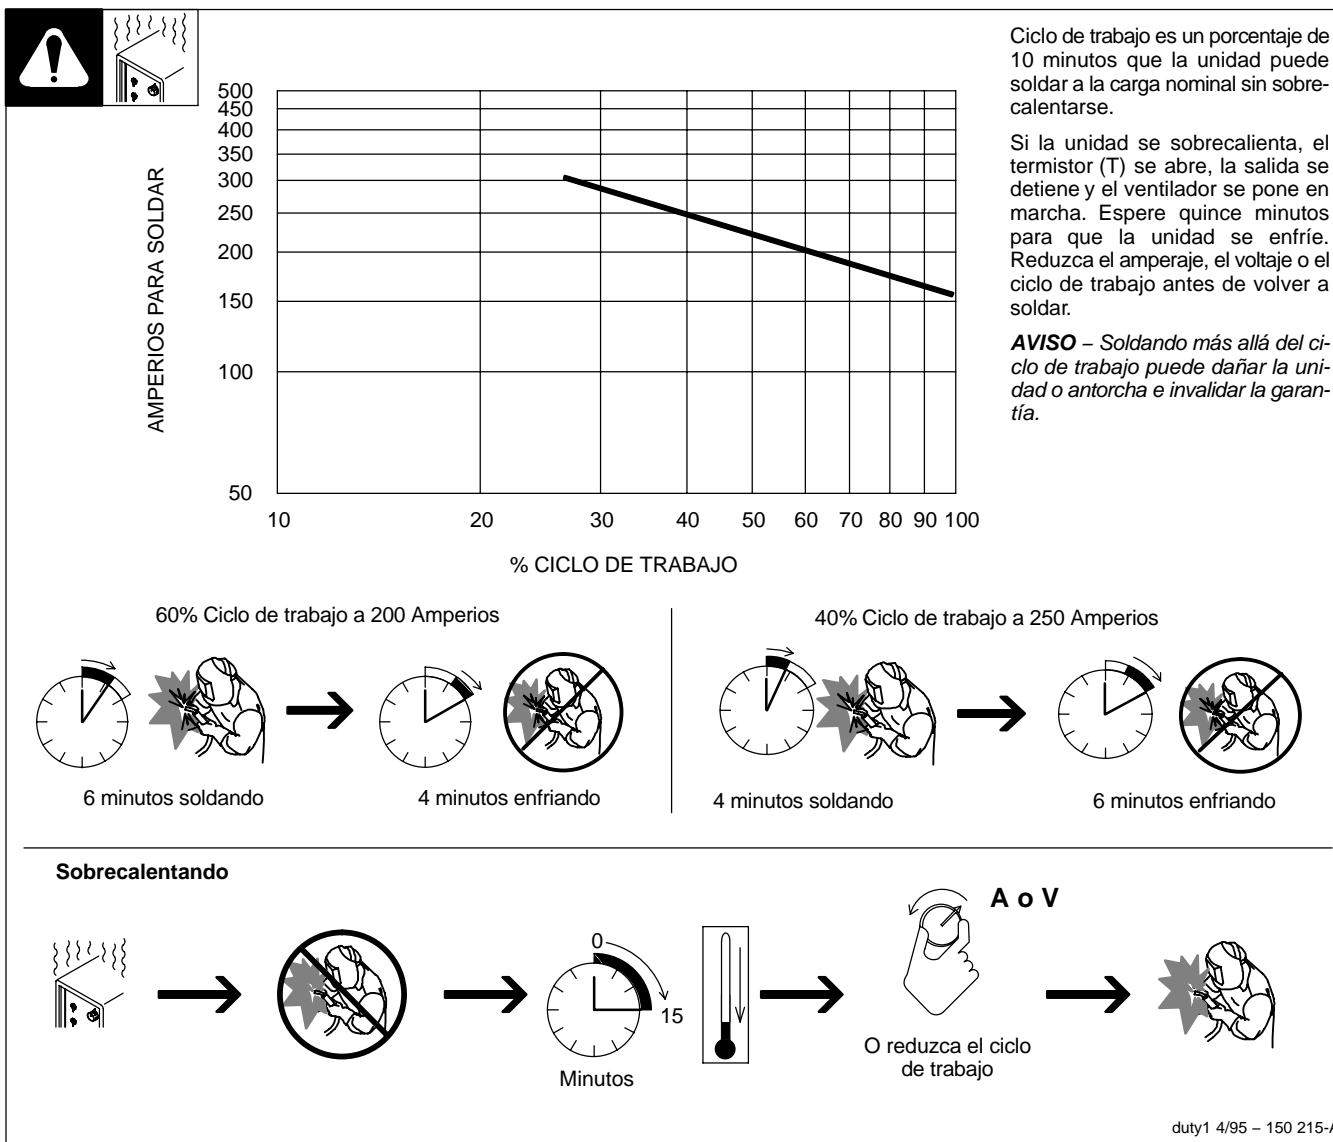 Ciclo de trabajo es un porcentaje de
10 minutos que la unidad puede
soldar a la carga nominal sin sobre-
calentarse.
Si la unidad se sobrecalienta, el
termistor (T) se abre, la salida se
detiene y el ventilador se pone en
marcha. Espere quince minutos
para que la unidad se enfríe.
Reduzca el amperaje, el voltaje o el
ciclo de trabajo antes de volver a
soldar.
AVISO – Soldando más allá del ci-
clo de trabajo puede dañar la uni-
dad o antorcha e invalidar la garan-
tía.
AMPERIOS PARA SOLDAR
500
450
400
350
300
250
200
150
100
50
10 20 30 40 50 60 70 80 90 100
% CICLO DE TRABAJO
60% Ciclo de trabajo a 200 Amperios
6 minutos soldando
4 minutos enfriando
40% Ciclo de trabajo a 250 Amperios
4 minutos soldando
6 minutos enfriando
Sobrecalentando
0
15
Minutos
A o V
O reduzca el ciclo
de trabajo
duty1 4/95 – 150 215-A